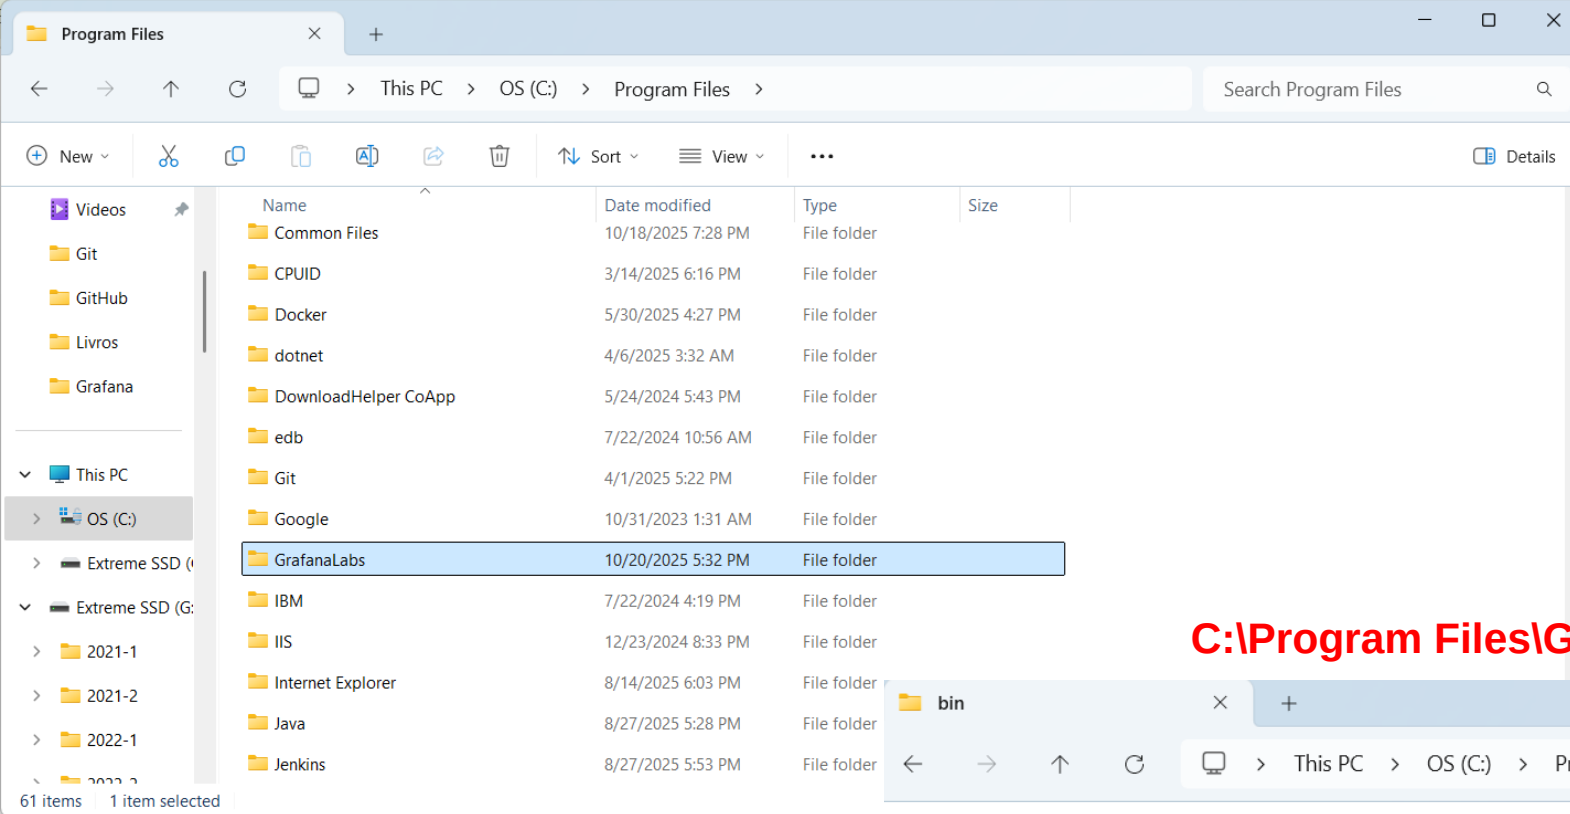 Program Files
This PC
OS (C:)
Program Files
Search Program Files
New
Sort
View
Details
Videos
Git
GitHub
Livros
Grafana
This PC
OS (C:)
Extreme SSD (
Extreme SSD (G:
2021-1
2021-2
2022-1
Name Date modified Type Size
Common Files 10/18/2025 7:28 PM File folder
CPUID 3/14/2025 6:16 PM File folder
Docker 5/30/2025 4:27 PM File folder
dotnet 4/6/2025 3:32 AM File folder
DownloadHelper CoApp 5/24/2024 5:43 PM File folder
edb 7/22/2024 10:56 AM File folder
Git 4/1/2025 5:22 PM File folder
Google 10/31/2023 1:31 AM File folder
GrafanaLabs 10/20/2025 5:32 PM File folder
IBM 7/22/2024 4:19 PM File folder
IIS 12/23/2024 8:33 PM File folder
Internet Explorer 8/14/2025 6:03 PM File folder
Java 8/27/2025 5:28 PM File folder
Jenkins 8/27/2025 5:53 PM File folder
C:\Program Files\G
bin
This PC
OS (C:)
61 items
1 item selected